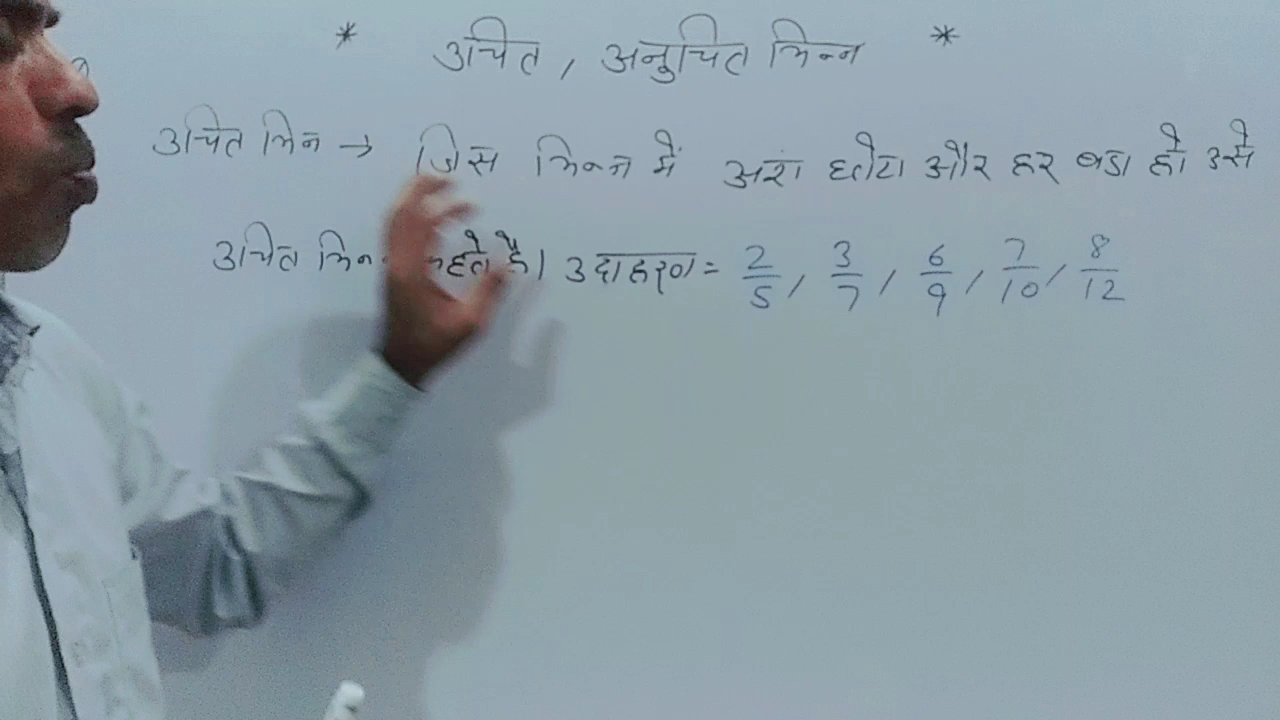 * उचित, अनुचित भिन्न *
उचित भिन → जिस भिन्न में अशं छोटा और हर बडा हो उसे
उचित भिन कहते है। उदाहरण = 2/5, 3/7, 6/9, 7/10, 8/12